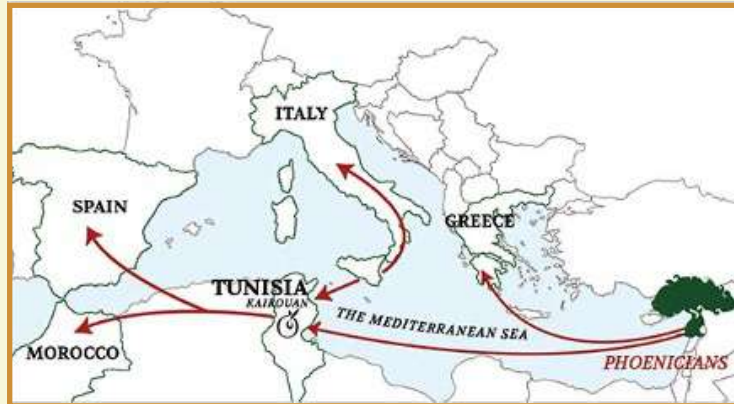 ITALY
SPAIN
GREECE
TUNISIA
KAIROUAN
THE MEDITERRANEAN SEA
MOROCCO
PHOENICIANS